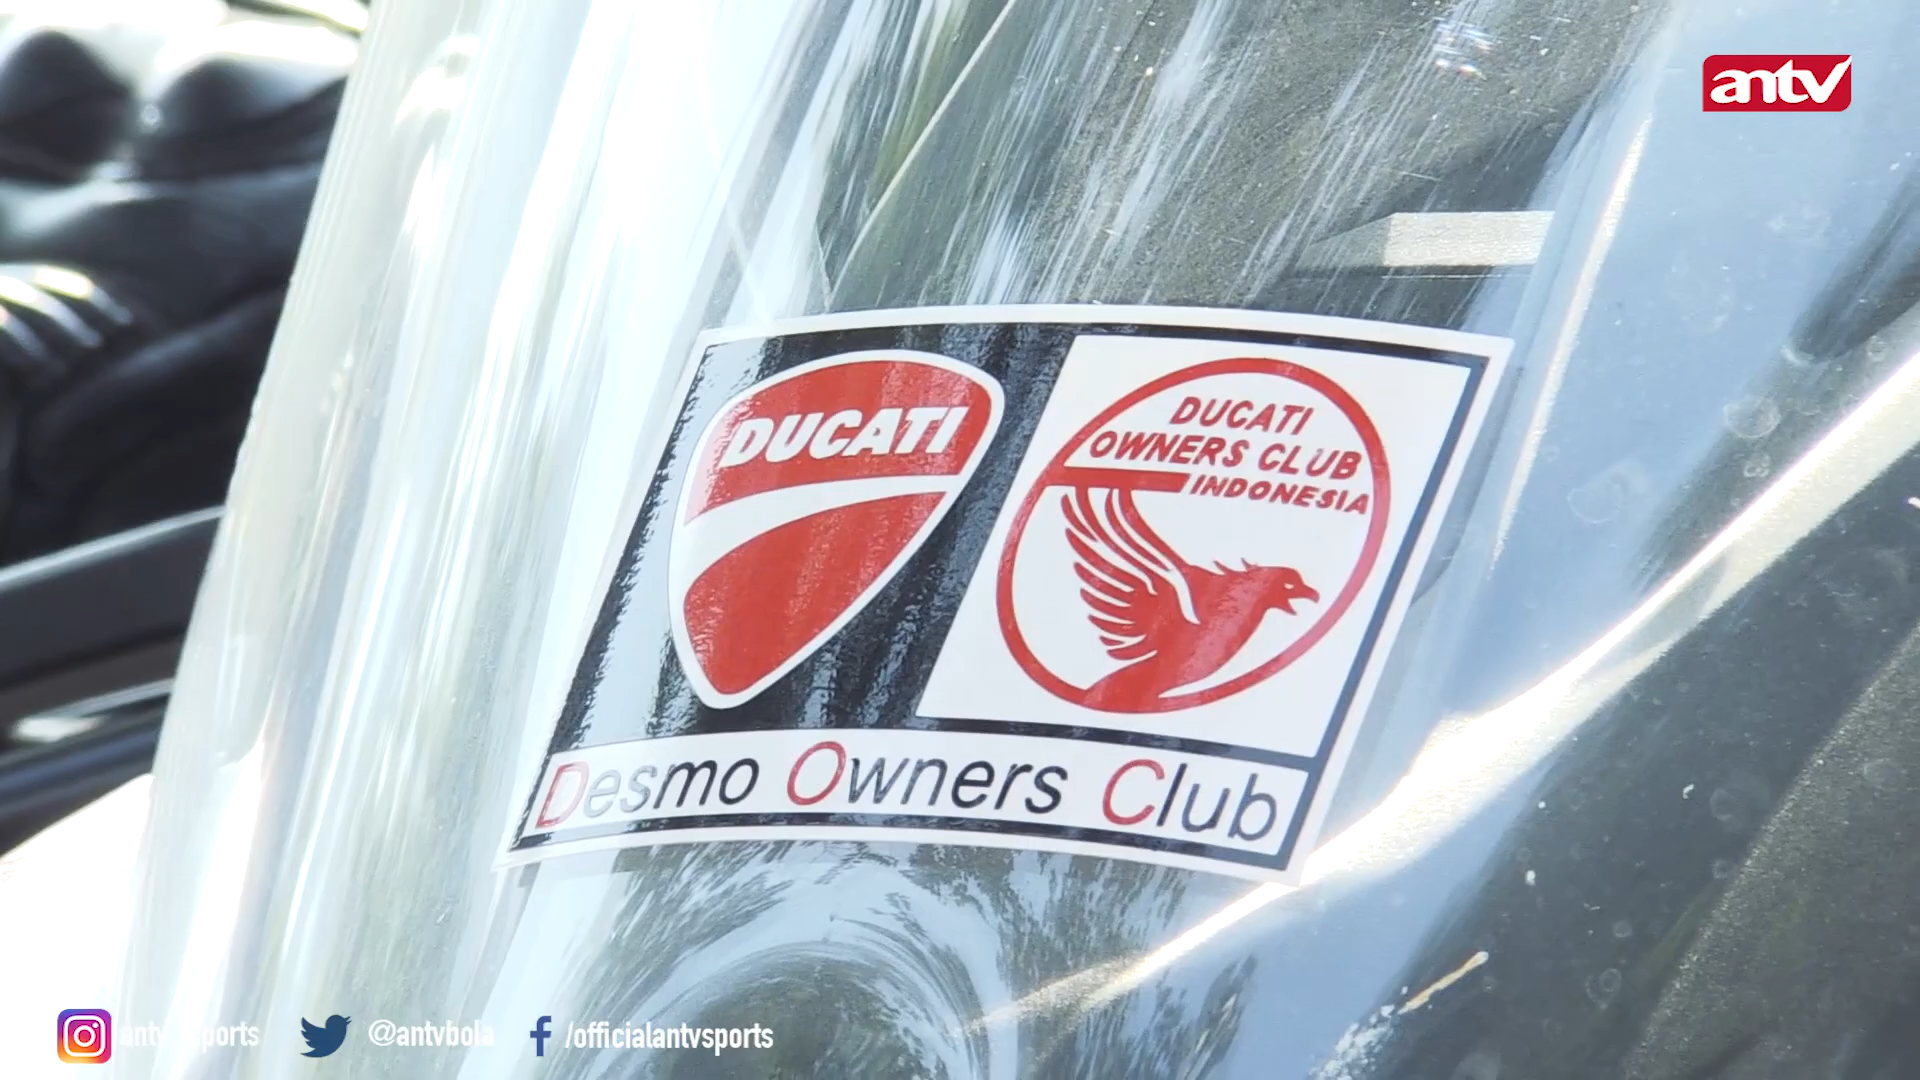 antv
DUCATI
DUCATI
OWNERS CLUB
INDONESIA
Desmo Owners Club
@antvbola
/officialantvsports